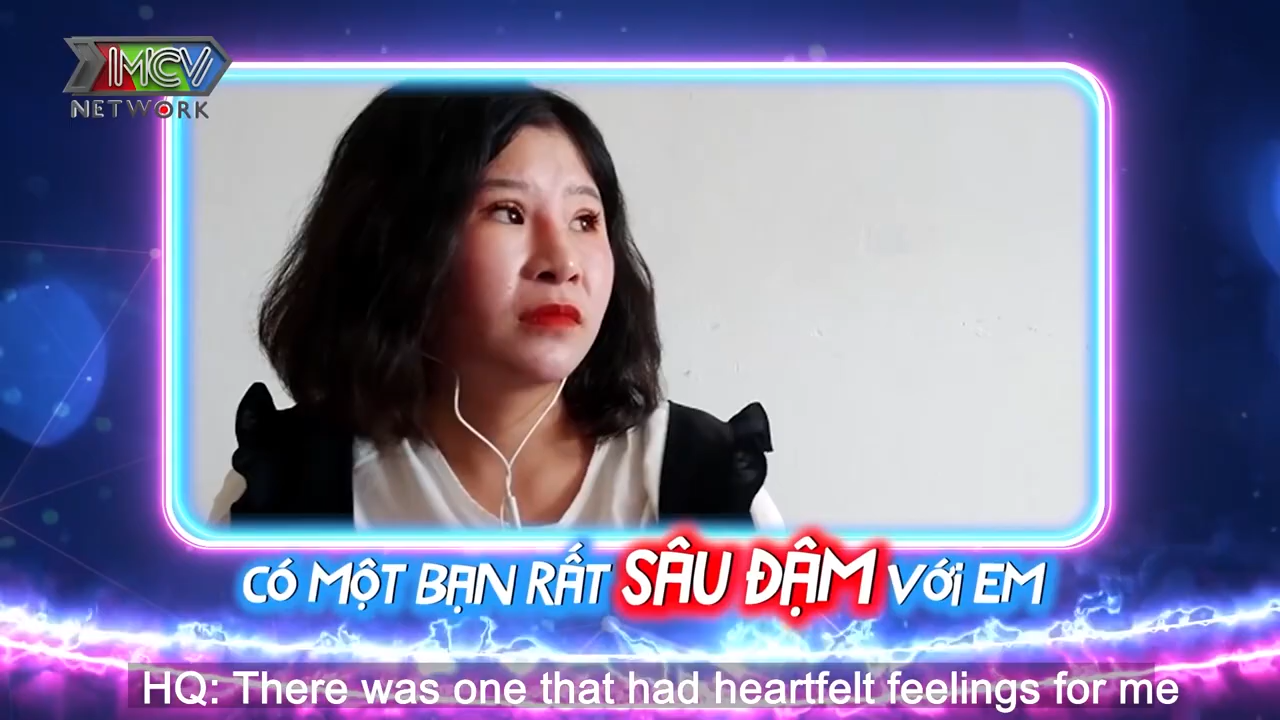 MCV
NETWORK
CÓ MỘT BẠN RẤT SÂU ĐẬM VỚI EM
HQ: There was one that had heartfelt feelings for me